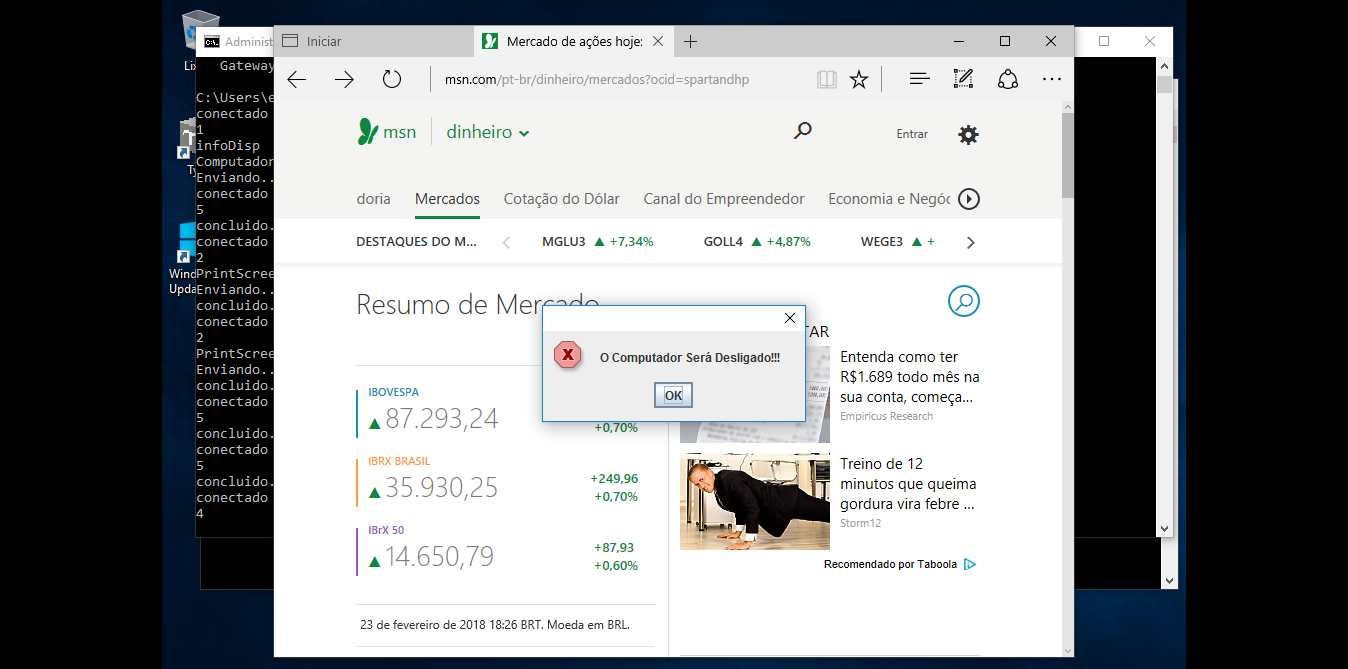 Lix
Administ
Gateway
C:\Users\e
conectado
1
infoDisp
Computador
Enviando..
conectado
5
concluido.
conectado
2
PrintScree
Enviando..
concluido.
conectado
2
PrintScree
Enviando..
concluido.
conectado
5
concluido.
conectado
5
concluido.
conectado
4
Ty
Wind
Upda
Iniciar
Mercado de ações hoje:
msn.com/pt-br/dinheiro/mercados?ocid=spartandhp
msn
dinheiro
Entrar
doria
Mercados
Cotação do Dólar
Canal do Empreendedor
Economia e Negóc
DESTAQUES DO M...
MGLU3 ▲ +7,34%
GOLL4 ▲ +4,87%
WEGE3 ▲ +
Resumo de Mercado
TAR
O Computador Será Desligado!!!
OK
IBOVESPA
▲ 87.293,24
+0,70%
IBRX BRASIL
▲ 35.930,25
+249,96
+0,70%
IBrX 50
▲ 14.650,79
+87,93
+0,60%
23 de fevereiro de 2018 18:26 BRT. Moeda em BRL.
Entenda como ter
R$1.689 todo mês na
sua conta, começa...
Empiricus Research
Treino de 12
minutos que queima
gordura vira febre ...
Storm12
Recomendado por Taboola